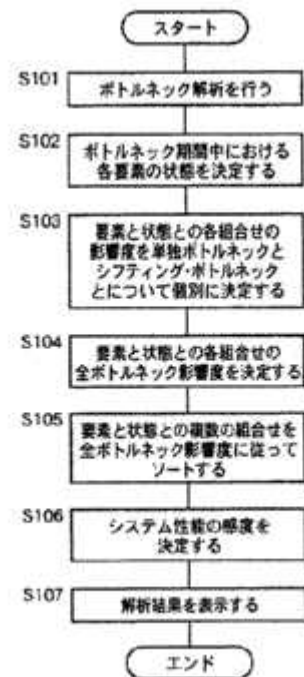 スタート
S101
ボトルネック解析を行う
S102
ボトルネック期間中における
各要素の状態を決定する
S103
要素と状態との各組合せの
影響度を単独ボトルネックと
シフティング・ボトルネック
とについて個別に決定する
S104
要素と状態との各組合せの
全ボトルネック影響度を決定する
S105
要素と状態との複数の組合せを
全ボトルネック影響度に従って
ソートする
S106
システム性能の感度を
決定する
S107
解析結果を表示する
エンド